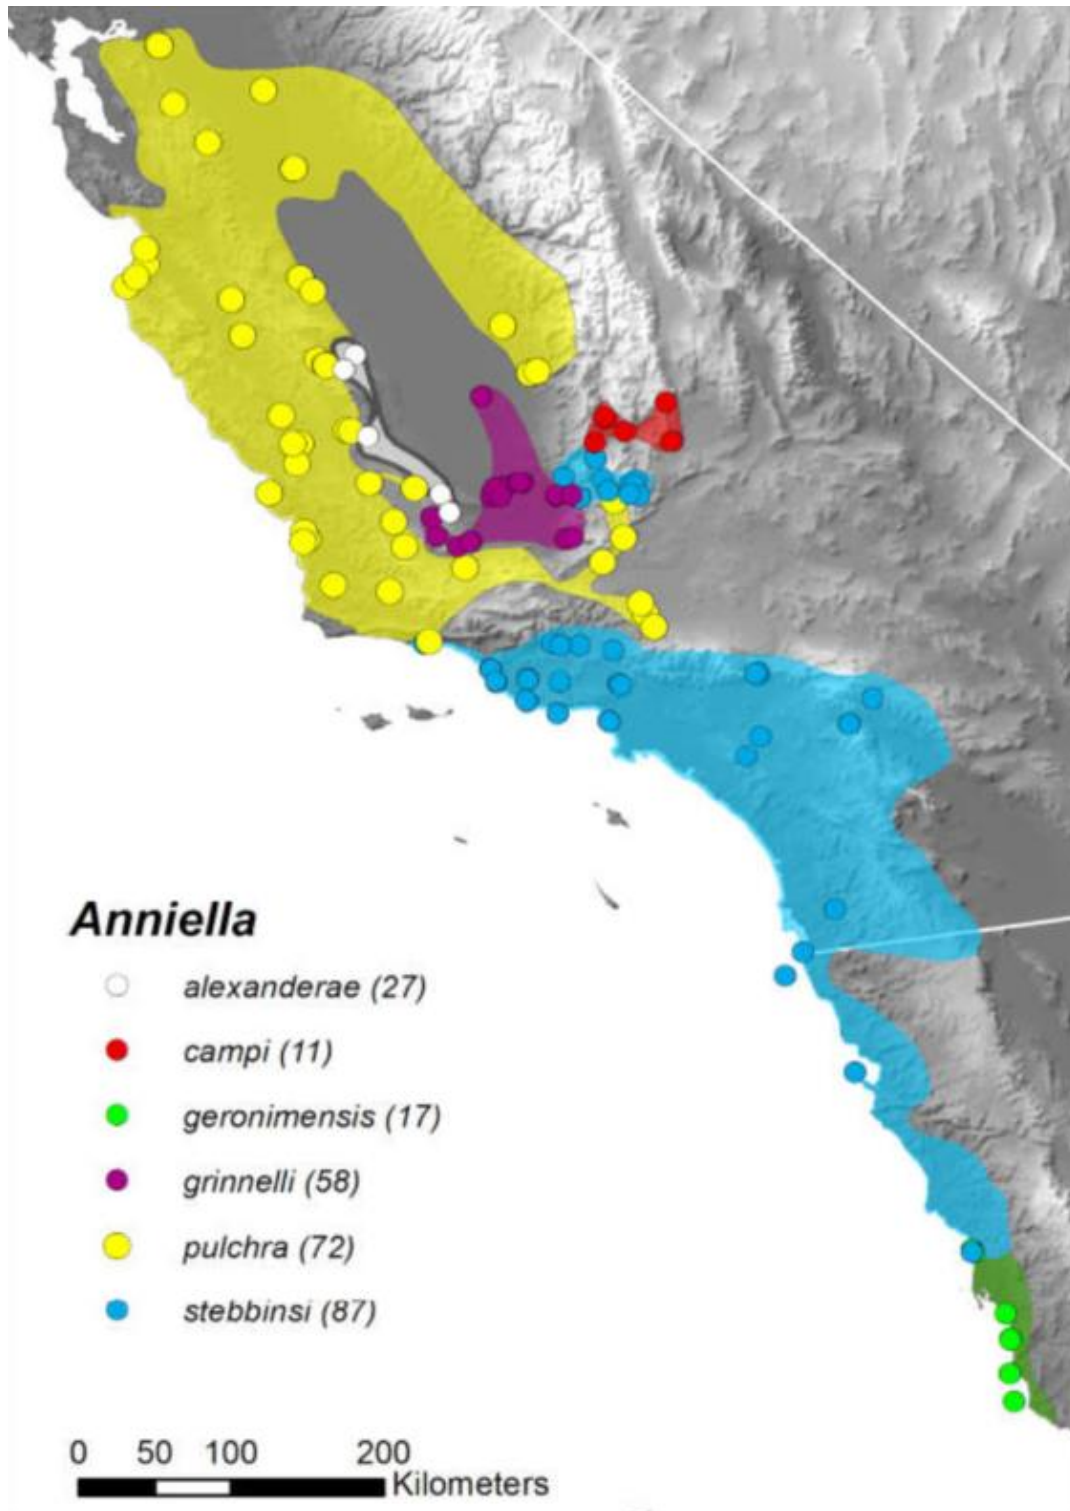 Anniella
alexanderae (27)
campi (11)
geronimensis (17)
grinnelli (58)
pulchra (72)
stebbinsi (87)
0 50 100 200
Kilometers